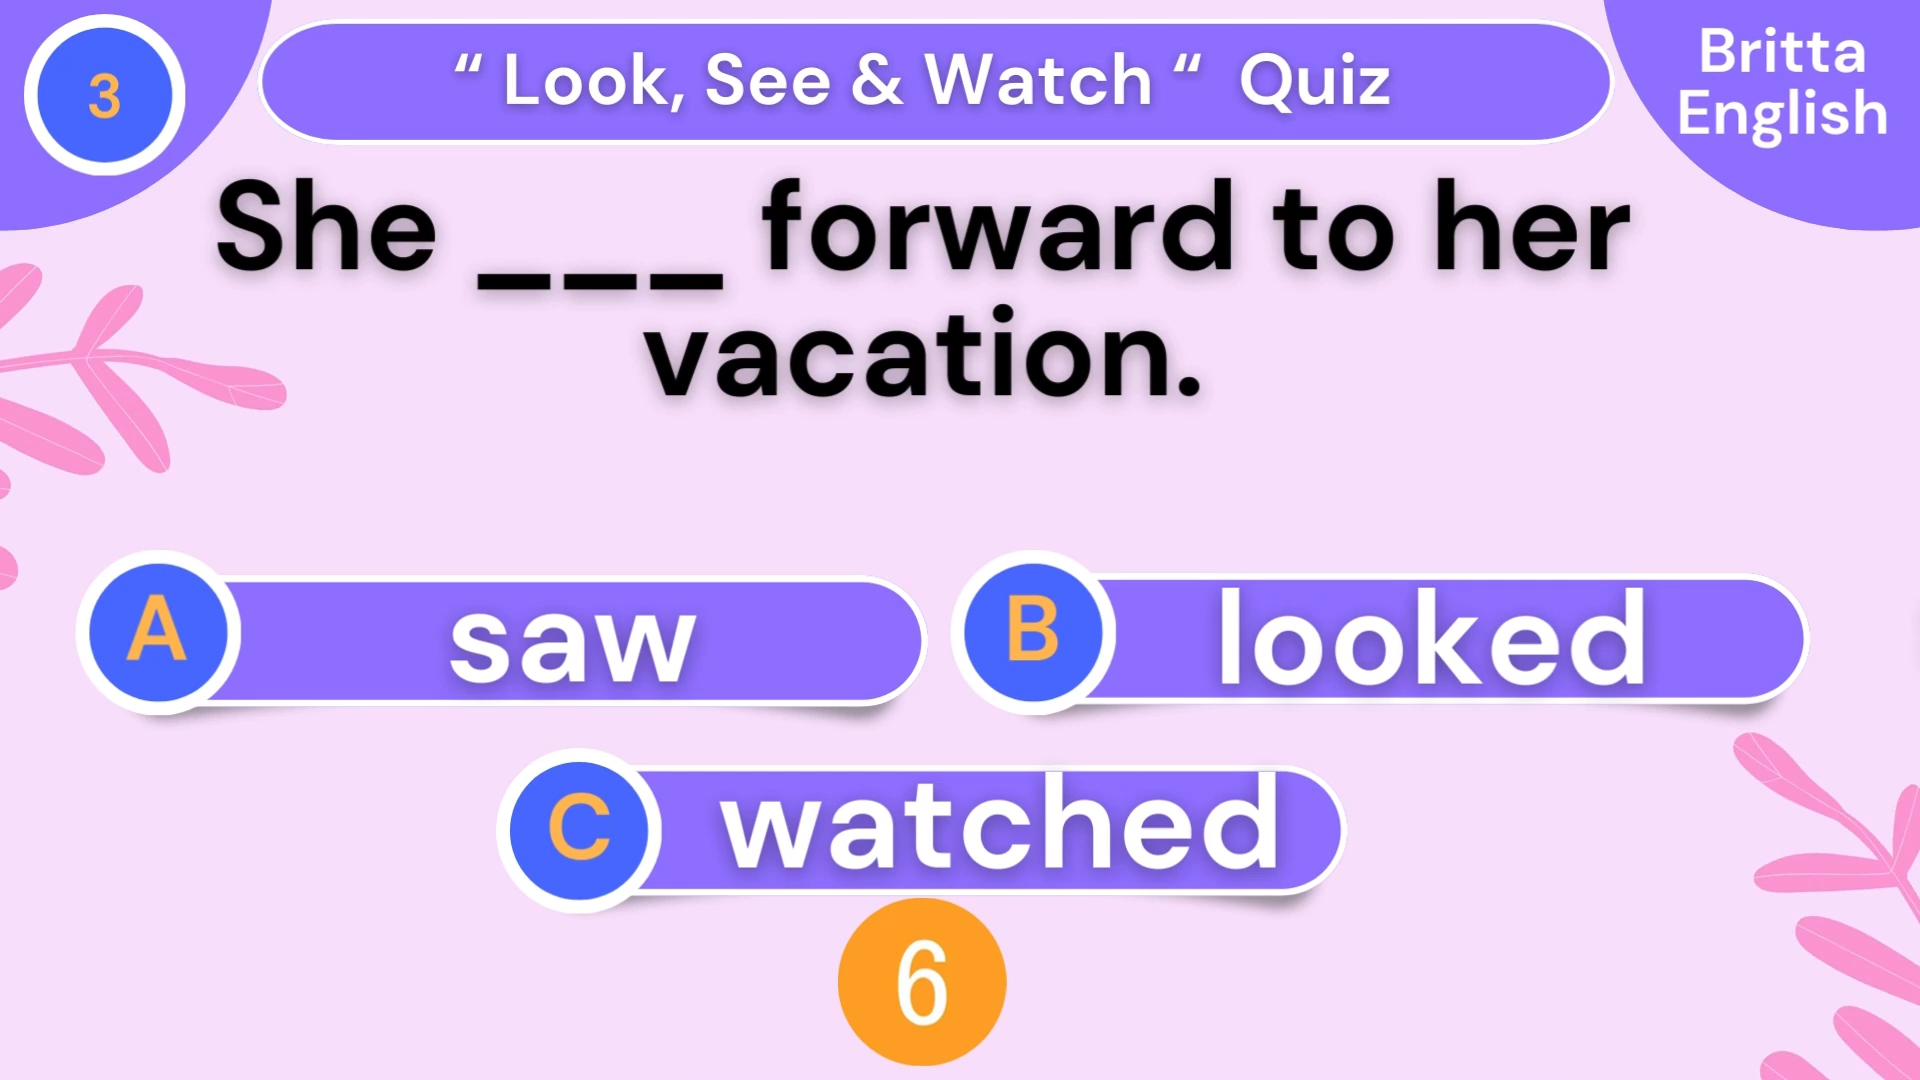 3
“ Look, See & Watch “ Quiz
Britta
English
She ___ forward to her
vacation.
A
saw
B
looked
C
watched
6